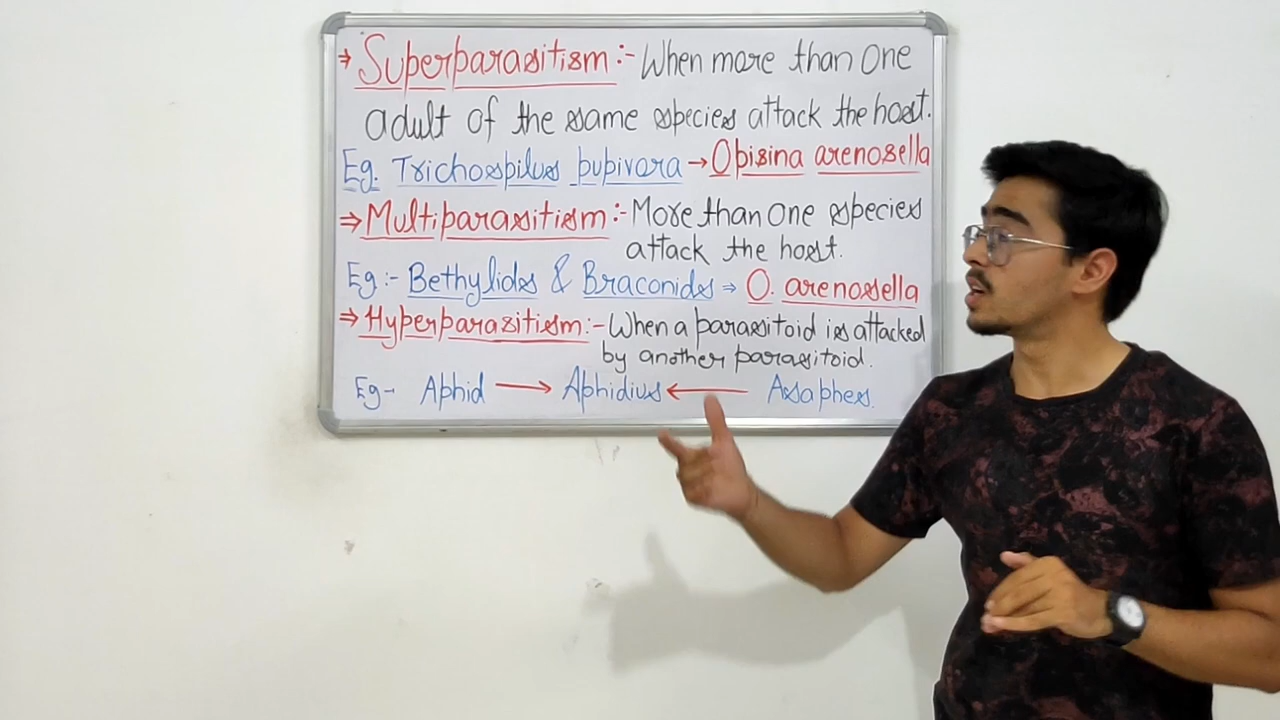 → Superparasitism :- When more than one
adult of the same species attack the host.
Eg. Trichospilus pupivora → Opisina arenosella
⇒ Multiparasitism :- More than one species
attack the host.
Eg :- Bethylids & Braconids ⇒ O. arenosella
⇒ Hyperparasitism :- When a parasitoid is attacked
by another parasitoid.
Eg - Aphid → Aphidius ← Asaphes.